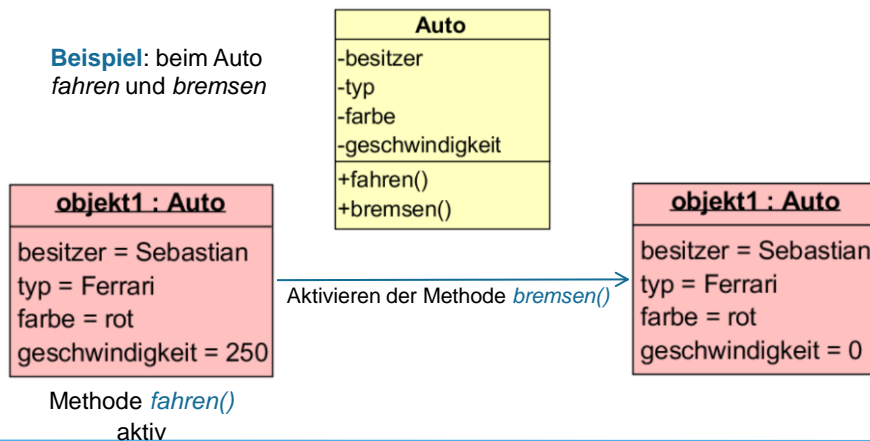 Beispiel: beim Auto
fahren und bremsen
Auto
-besitzer
-typ
-farbe
-geschwindigkeit
+fahren()
+bremsen()
objekt1 : Auto
besitzer = Sebastian
typ = Ferrari
farbe = rot
geschwindigkeit = 250
Methode fahren()
aktiv
Aktivieren der Methode bremsen()
objekt1 : Auto
besitzer = Sebastian
typ = Ferrari
farbe = rot
geschwindigkeit = 0